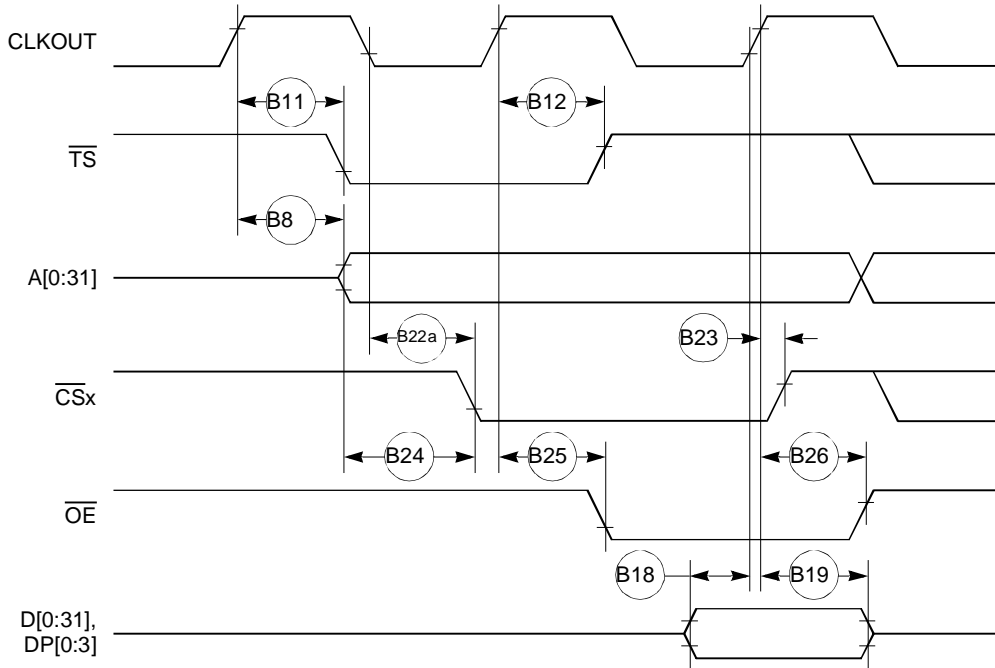 CLKOUT
B11
B12
TS
B8
A[0:31]
B22a
B23
CSx
B24
B25
B26
OE
B18
B19
D[0:31],
DP[0:3]